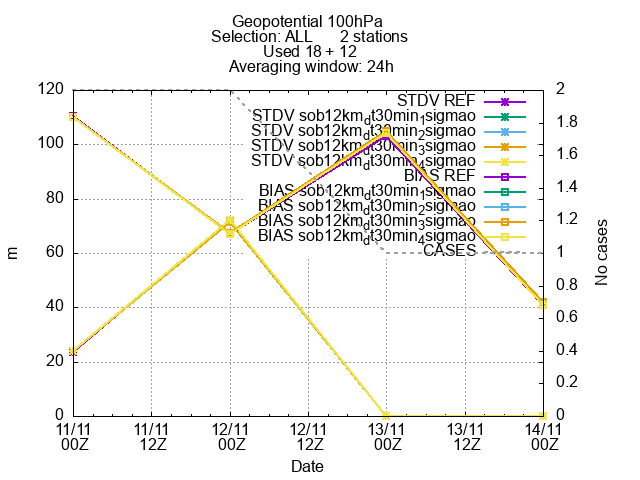 Geopotential 100hPa
Selection: ALL 2 stations
Used 18 + 12
Averaging window: 24h
STDV REF
STDV sob12km_dt30min_1sigmao
STDV sob12km_dt30min_2sigmao
STDV sob12km_dt30min_3sigmao
STDV sob12km_dt30min_4sigmao
BIAS REF
BIAS sob12km_dt30min_1sigmao
BIAS sob12km_dt30min_2sigmao
BIAS sob12km_dt30min_3sigmao
BIAS sob12km_dt30min_4sigmao
CASES
120
100
80
60
40
20
0
m
2
1.8
1.6
1.4
1.2
1
0.8
0.6
0.4
0.2
0
No cases
11/11 11/11 12/11 12/11 13/11 13/11 14/11
00Z 12Z 00Z 12Z 00Z 12Z 00Z
Date